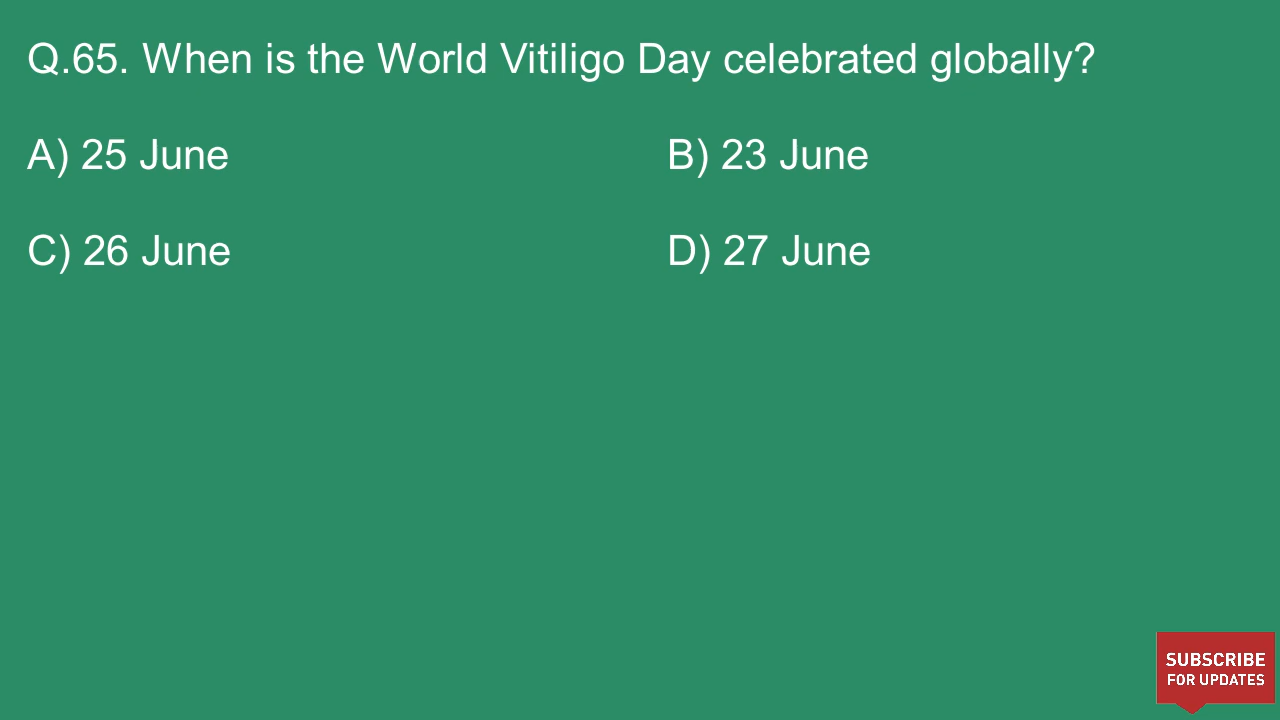 Q.65. When is the World Vitiligo Day celebrated globally?
A) 25 June B) 23 June
C) 26 June D) 27 June
SUBSCRIBE
FOR UPDATES